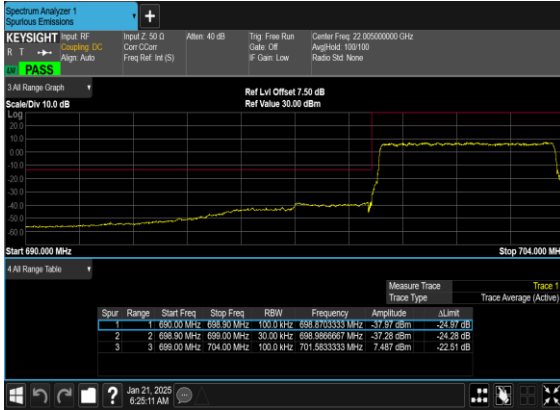 Spectrum Analyzer 1
Spurious Emissions
+
KEYSIGHT Input: RF Input Z: 50 Ω Atten: 40 dB Trig: Free Run Center Freq: 22.005000000 GHz
R T Coupling: DC Corr CCorr Gate: Off Avg|Hold: 100/100
Align: Auto Freq Ref: Int (S) IF Gain: Low Radio Std: None
PASS
3 All Range Graph
Ref Lvl Offset 7.50 dB
Scale/Div 10.0 dB Ref Value 30.00 dBm
Log
20.0
10.0
0.00
-10.0
-20.0
-30.0
-40.0
-50.0
-60.0
Start 690.000 MHz Stop 704.000 MH
4 All Range Table
Measure Trace Trace 1
Trace Type Trace Average (Active)
Spur Range Start Freq Stop Freq RBW Frequency Amplitude ΔLimit
1 1 690.00 MHz 698.90 MHz 100.0 kHz 698.8703333 MHz -37.97 dBm -24.97 dB
2 2 698.90 MHz 699.00 MHz 30.00 kHz 698.9866667 MHz -37.28 dBm -24.28 dB
3 3 699.00 MHz 704.00 MHz 100.0 kHz 701.5833333 MHz 7.487 dBm -22.51 dB
? Jan 21, 2025
6:25:11 AM